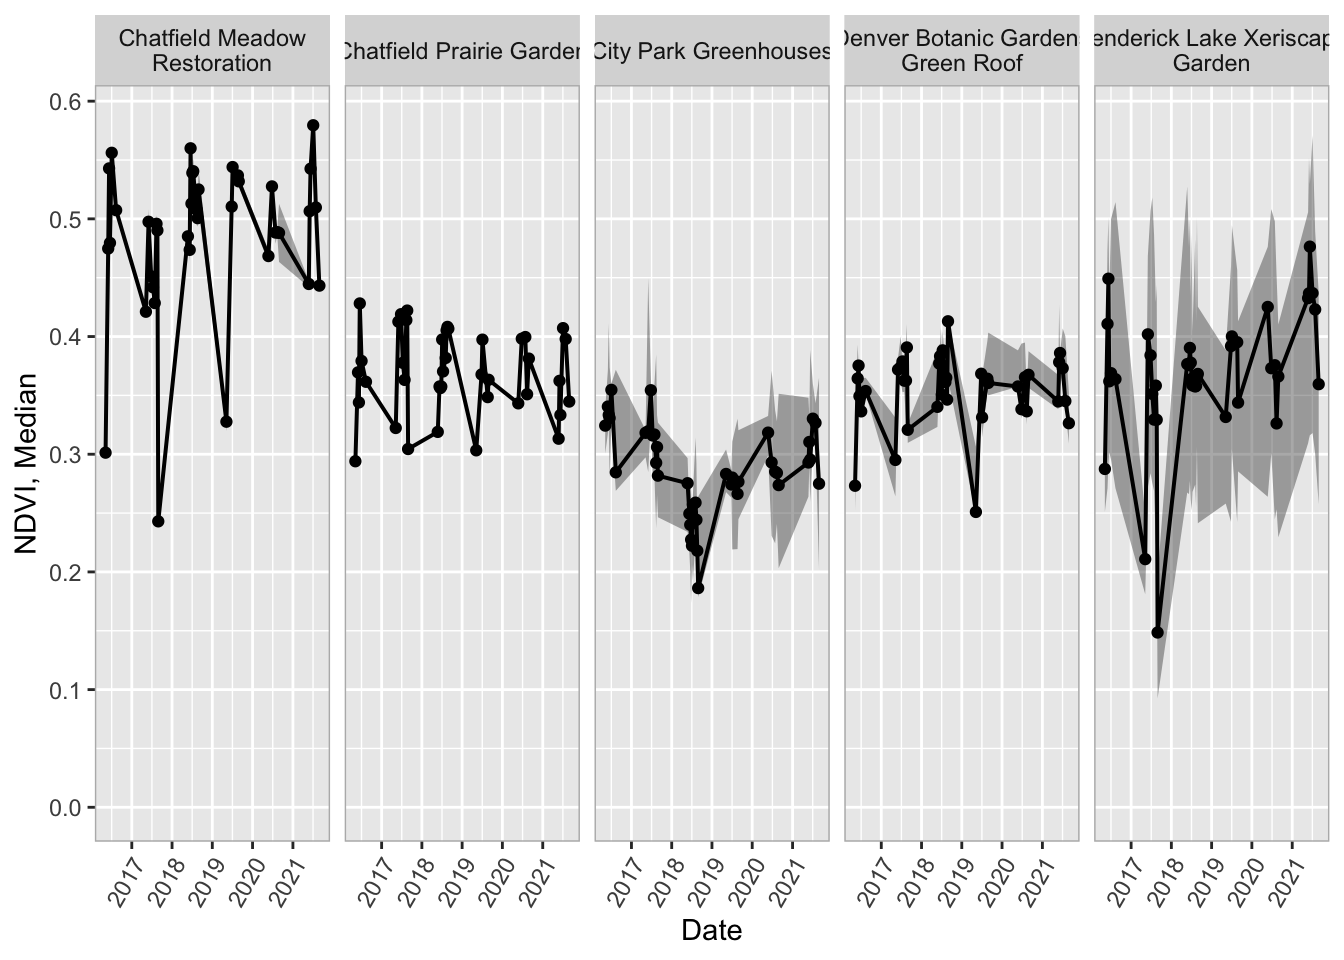 Chatfield Meadow
Restoration
Chatfield Prairie Garden
City Park Greenhouses
Denver Botanic Gardens
Green Roof
enderick Lake Xeriscap
Garden
NDVI, Median
0.6
0.5
0.4
0.3
0.2
0.1
0.0
2017 2018 2019 2020 2021
2017 2018 2019 2020 2021
2017 2018 2019 2020 2021
2017 2018 2019 2020 2021
2017 2018 2019 2020 2021
Date